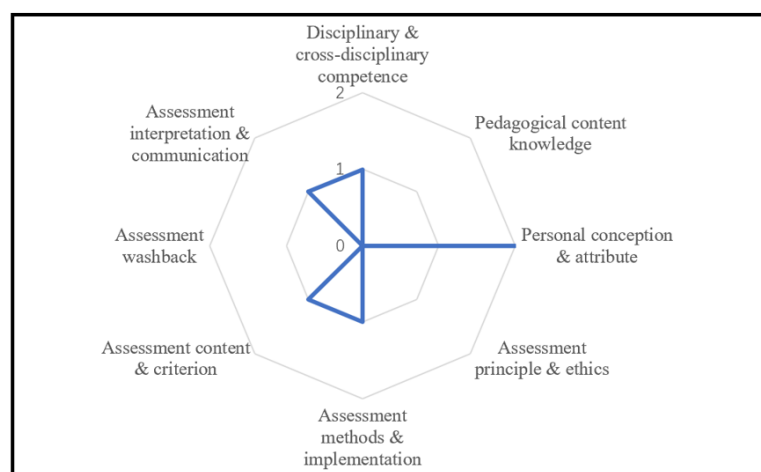 Disciplinary &
cross-disciplinary
competence
2
Assessment
interpretation &
communication
Pedagogical content
knowledge
1
Assessment
washback
0
Personal conception
& attribute
Assessment content
& criterion
Assessment
principle & ethics
Assessment
methods &
implementation